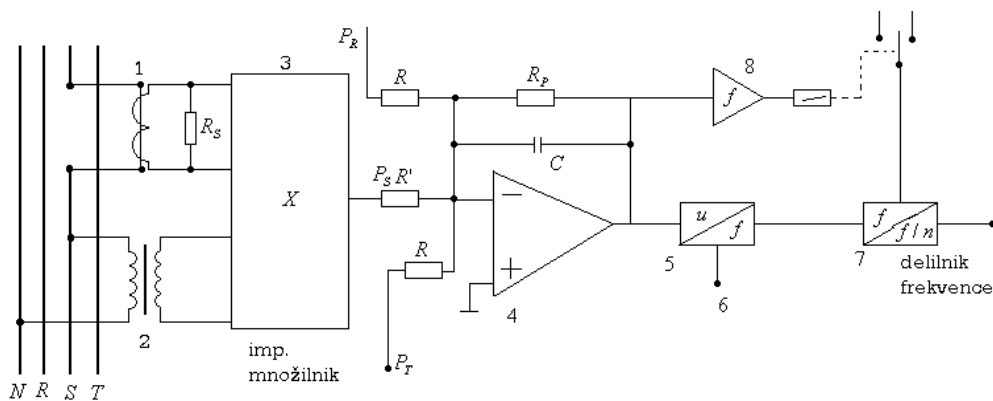 P_R
1
3
8
R
R_P
f
R_S
C
P_S R'
X
−
u
f
f
f / n
R
+
5
6
7
delilnik
frekvence
4
2
imp.
množilnik
P_T
N R S T